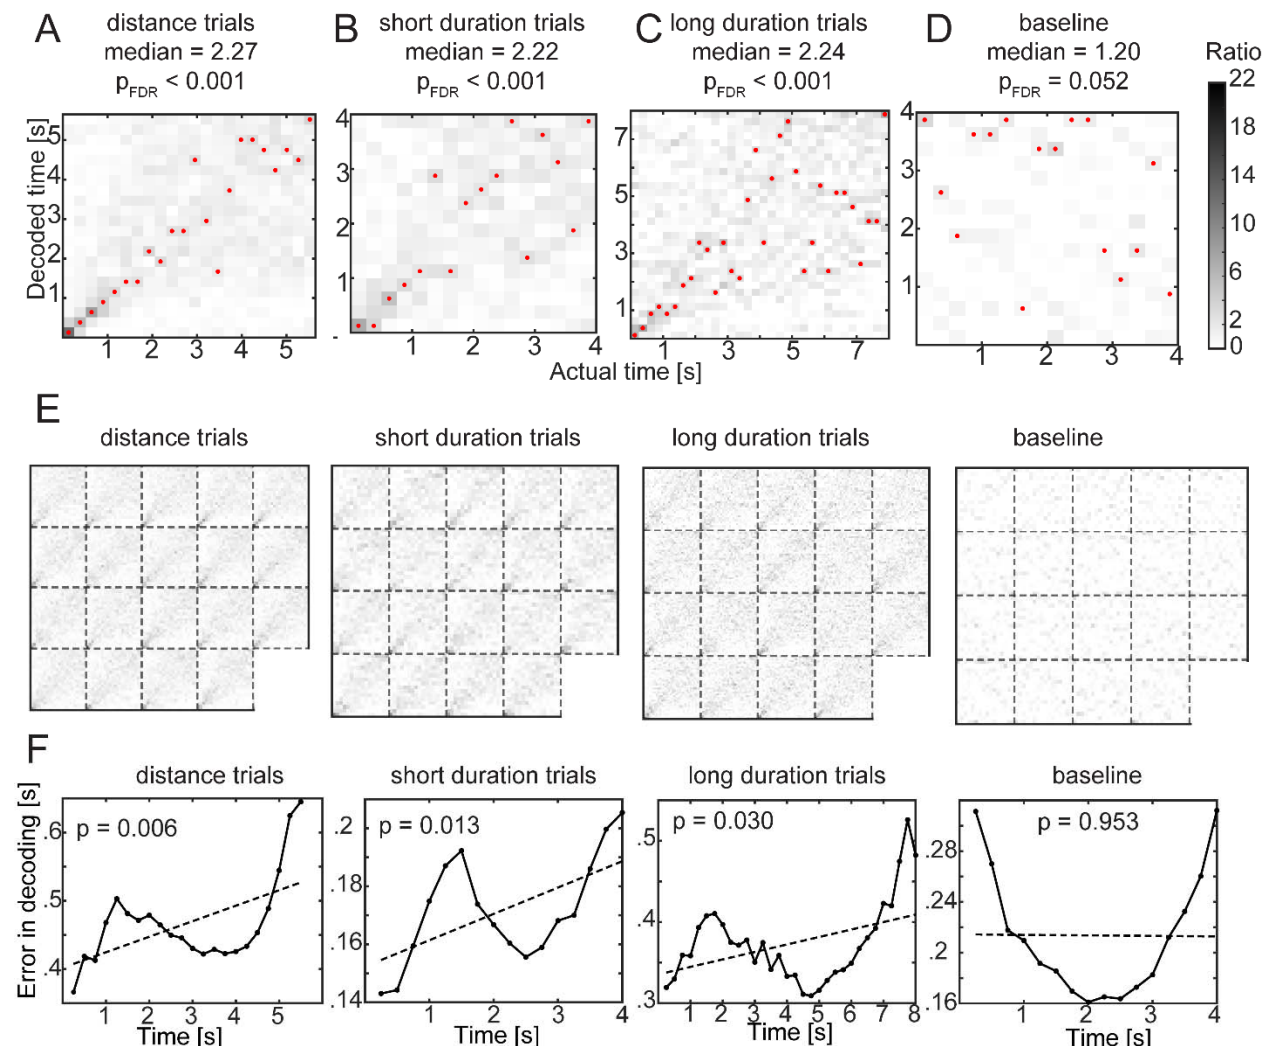 A
distance trials
median = 2.27
pFDR < 0.001
B
short duration trials
median = 2.22
pFDR < 0.001
C
long duration trials
median = 2.24
pFDR < 0.001
D
baseline
median = 1.20
pFDR = 0.052
Ratio
22
18
14
10
6
2
0
Decoded time [s]
5
4
3
2
1
1 2 3 4 5
4
3
2
1
-
1 2 3 4
7
5
3
1
1 3 5 7
4
3
2
1
1 2 3 4
Actual time [s]
E
distance trials
short duration trials
long duration trials
baseline
F
distance trials
short duration trials
long duration trials
baseline
Error in decoding [s]
p = 0.006
.6
.5
.4
1 2 3 4 5
Time [s]
p = 0.013
.2
.18
.16
.14
1 2 3 4
Time [s]
p = 0.030
.5
.4
.3
1 2 3 4 5 6 7 8
Time [s]
p = 0.953
.28
.2
.16
1 2 3 4
Time [s]